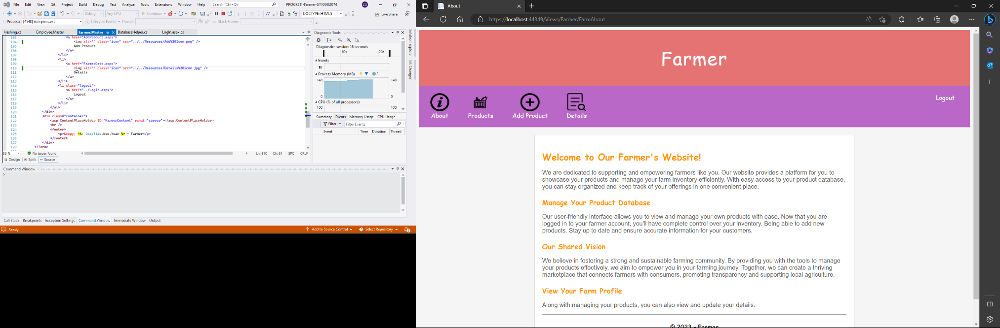 File Edit View Git Project Build Debug Test Analyze Tools Extensions Window Help Search (Ctrl+Q) PROG7311-Farmer-ST10082074 ZS
Debug Any CPU Continue DOCTYPE: HTML5 Live Share
Process: [4548] iisexpress.exe Lifecycle Events Thread: Stack Frame:
Hashing.cs Employee.Master Farmer.Master DatabaseHelper.cs LogIn.aspx.cs
103 <a href="AddProduct.aspx">
104 <img alt="" class="icon" src="../../Resources/Add%20Icon.png" />
105 Add Product
106 </a>
107 </li>
108 <li>
109 <a href="FarmerDets.aspx">
110 <img alt="" class="icon" src="../../Resources/Details%20icon.jpg" />
111 Details
112 </a>
113 </li>
114 <li class="logout">
115 <a href="../LogIn.aspx">
116 Logout
117 </a>
118 </li>
119 </ul>
120 </div>
121 <div class="container">
122 <asp:ContentPlaceHolder ID="FarmerContent" runat="server"></asp:ContentPlaceHolder>
123 <hr />
124 <footer>
125 <p>&copy; <%: DateTime.Now.Year %> - Farmer</p>
126 </footer>
127 </div>
128 </form>
85 % No issues found Ln: 110 Ch: 61 SPC CRLF
Design Split Source
Diagnostic Tools
Diagnostics session: 18 seconds
10s 20s
Events
Process Memory (MB) P
148 148
0 0
CPU (% of all processors)
100 100
Summary Events Memory Usage CPU Usage
Filter Filter Events
Event Time Duration Thread
Solution Explorer
Git Changes
Command Window
>
Call Stack Breakpoints Exception Settings Command Window Immediate Window Output
Ready Add to Source Control Select Repository 2
About
https://localhost:44349/Views/Farmer/FarmAbout
Farmer
About Products Add Product Details Logout
Welcome to Our Farmer's Website!
We are dedicated to supporting and empowering farmers like you. Our website provides a platform for you to
showcase your products and manage your farm inventory efficiently. With easy access to your product database,
you can stay organized and keep track of your offerings in one convenient place.
Manage Your Product Database
Our user-friendly interface allows you to view and manage your own products with ease. Now that you are
logged in to your farmer account, you'll have complete control over your inventory. Being able to add new
products. Stay up to date and ensure accurate information for your customers.
Our Shared Vision
We believe in fostering a strong and sustainable farming community. By providing you with the tools to manage
your products effectively, we aim to empower you in your farming journey. Together, we can create a thriving
marketplace that connects farmers with consumers, promoting transparency and supporting local agriculture.
View Your Farm Profile
Along with managing your products, you can also view and update your details.
© 2023 - Farmer